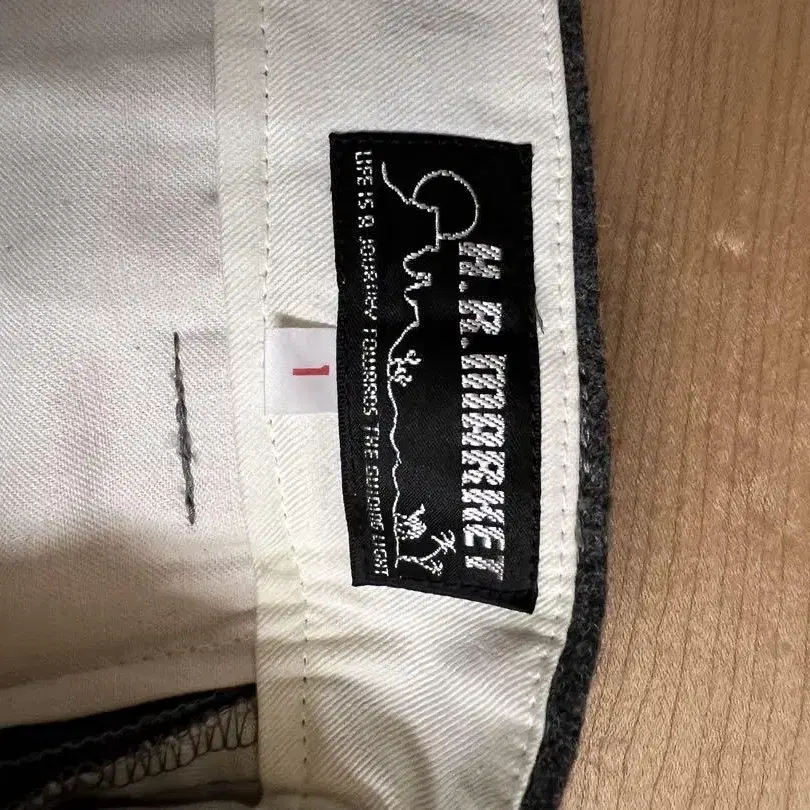 H.R.MARKET
LIFE IS A JOURNEY TOWARDS THE GUIDING LIGHT
1